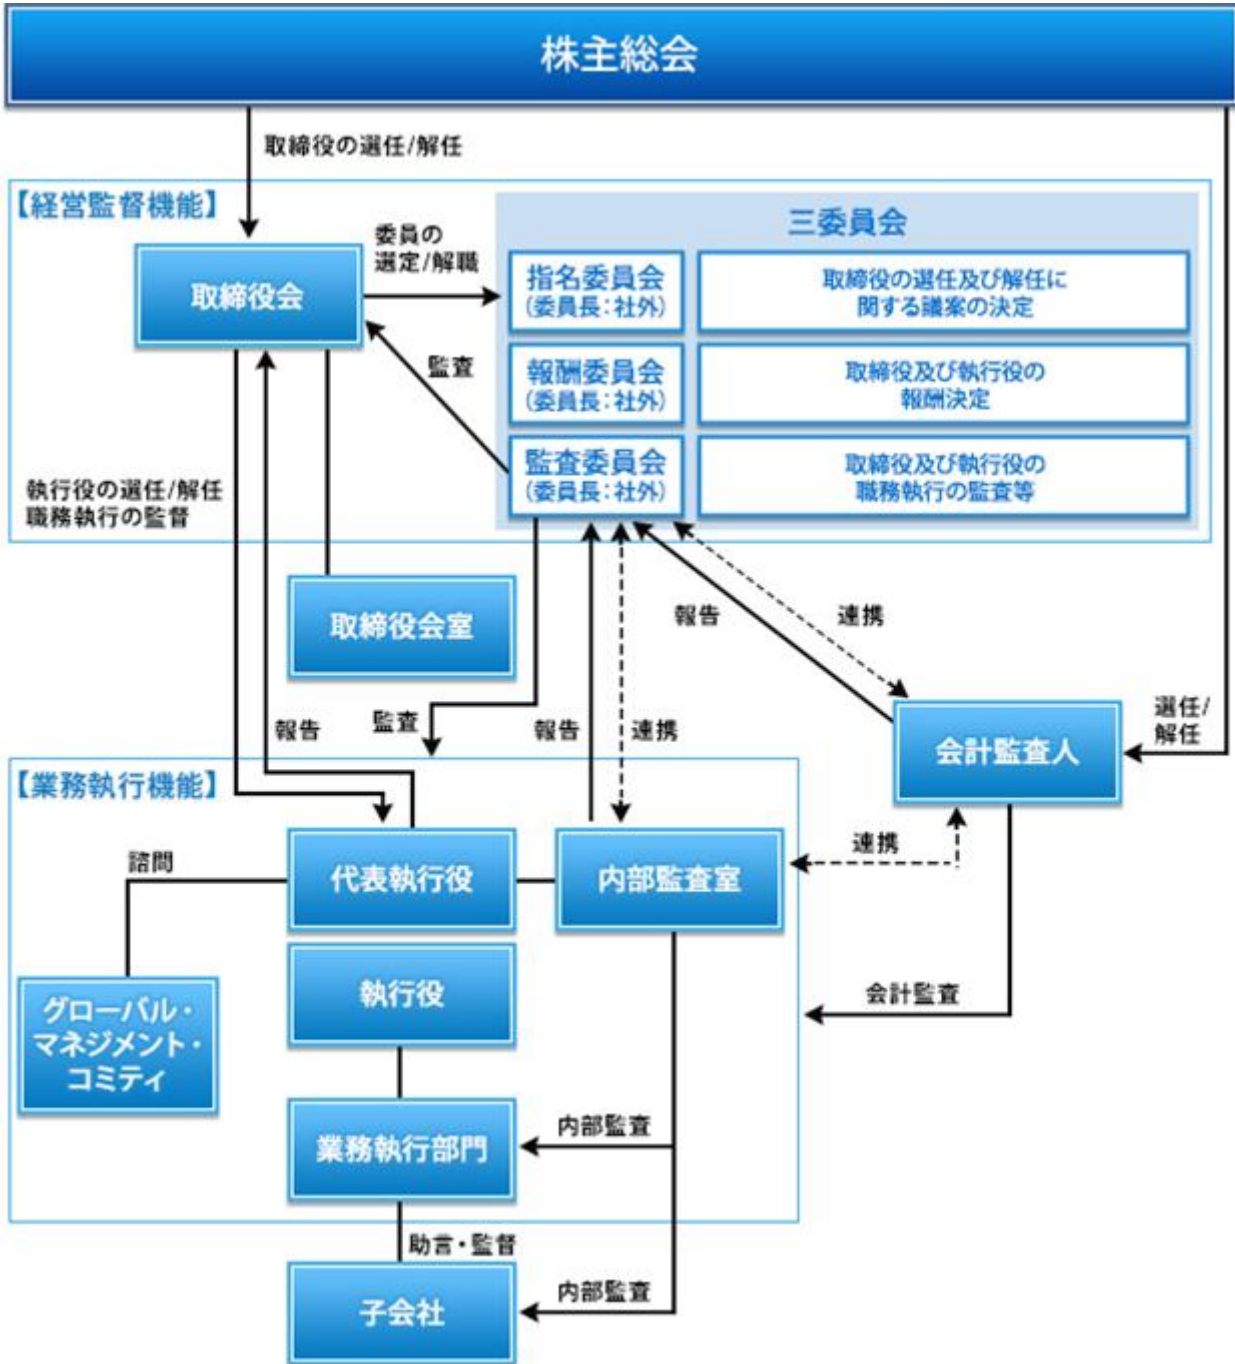 株主総会
取締役の選任/解任
【経営監督機能】
三委員会
委員の
選定/解職
取締役会
指名委員会
(委員長：社外)
取締役の選任及び解任に
関する議案の決定
監査
報酬委員会
(委員長：社外)
取締役及び執行役の
報酬決定
監査委員会
(委員長：社外)
取締役及び執行役の
職務執行の監査等
執行役の選任/解任
職務執行の監督
取締役会室
報告
連携
報告
監査
報告
連携
選任/
解任
会計監査人
【業務執行機能】
諮問
代表執行役
内部監査室
連携
執行役
会計監査
グローバル・
マネジメント・
コミティ
業務執行部門
内部監査
助言・監督
子会社
内部監査